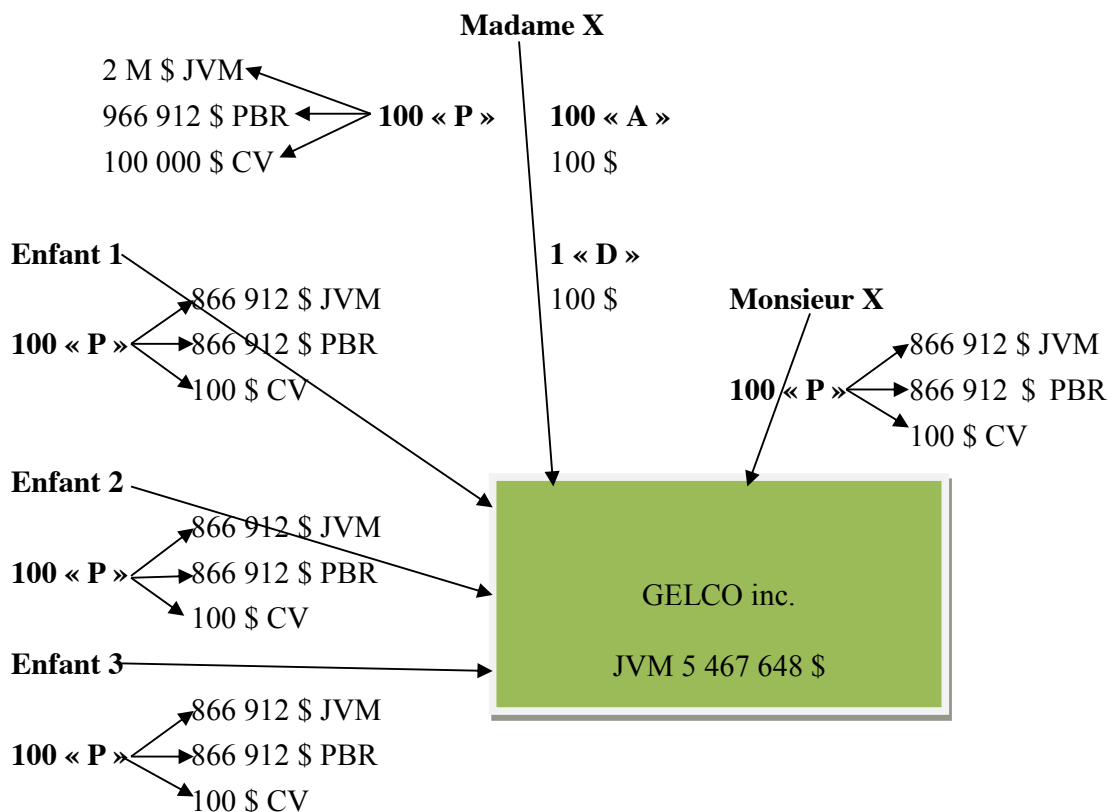 Madame X
2 M $ JVM
966 912 $ PBR
100 000 $ CV
100 « P »
100 « A »
100 $
1 « D »
100 $
Enfant 1
866 912 $ JVM
100 « P »
866 912 $ PBR
100 $ CV
Monsieur X
866 912 $ JVM
100 « P »
866 912 $ PBR
100 $ CV
Enfant 2
866 912 $ JVM
100 « P »
866 912 $ PBR
100 $ CV
Enfant 3
866 912 $ JVM
100 « P »
866 912 $ PBR
100 $ CV
GELCO inc.
JVM 5 467 648 $